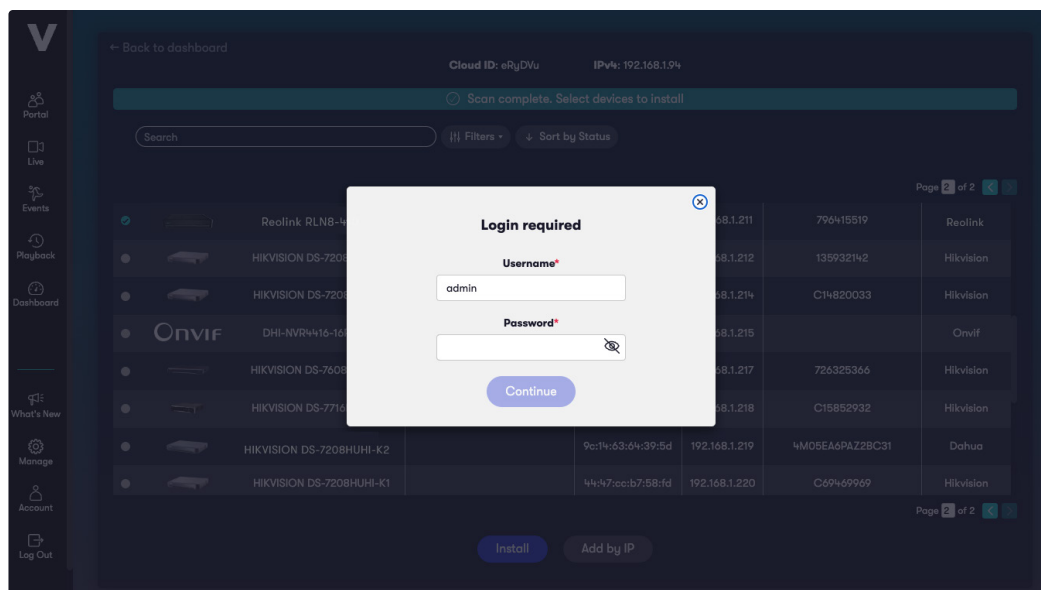 V
← Back to dashboard
Cloud ID: eRyDVu IPv4: 192.168.1.94
Scan complete. Select devices to install
Search Filters Sort by Status
Page 2 of 2
Portal
Live
Events
Playback
Dashboard
What's New
Manage
Account
Log Out
Login required
Username*
admin
Password*
Continue
Reolink RLN8-4 68.1.211 796415519 Reolink
HIKVISION DS-7208 68.1.212 135932142 Hikvision
HIKVISION DS-7208 68.1.214 C14820033 Hikvision
Onvif DHI-NVR4416-16 68.1.215 Onvif
HIKVISION DS-7608 68.1.217 726325366 Hikvision
HIKVISION DS-7716 68.1.218 C15852932 Hikvision
HIKVISION DS-7208HUHI-K2 9c:14:63:64:39:5d 192.168.1.219 4M05EA6PAZ2BC31 Dahua
HIKVISION DS-7208HUHI-K1 44:47:cc:b7:58:fd 192.168.1.220 C69469969 Hikvision
Page 2 of 2
Install Add by IP